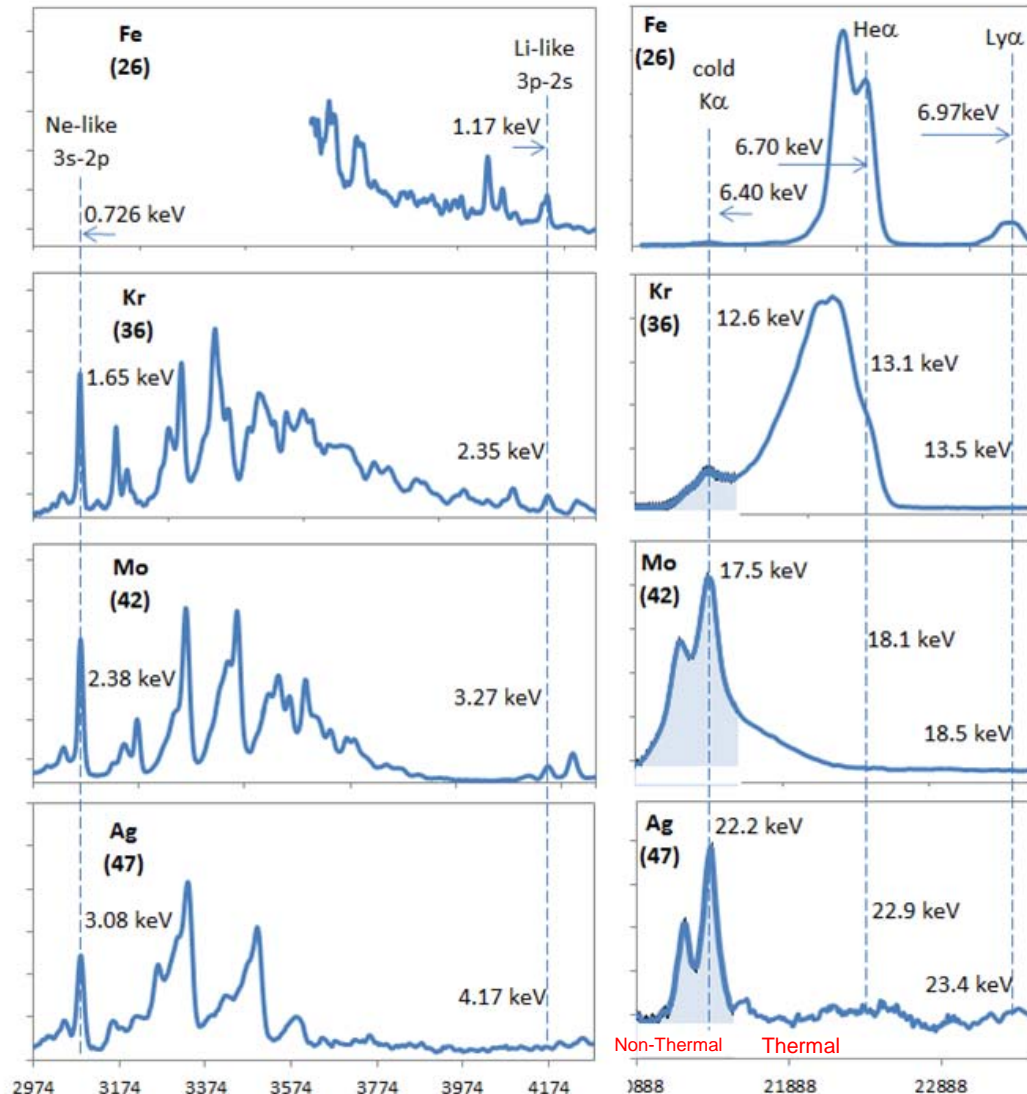 Fe
(26)
Ne-like
3s-2p
0.726 keV
Li-like
3p-2s
1.17 keV
Kr
(36)
1.65 keV
2.35 keV
Mo
(42)
2.38 keV
3.27 keV
Ag
(47)
3.08 keV
4.17 keV
2974
3174
3374
3574
3774
3974
4174
Fe
(26)
cold
Kα
Heα
Lyα
6.97keV
6.70 keV
6.40 keV
Kr
(36)
12.6 keV
13.1 keV
13.5 keV
Mo
(42)
17.5 keV
18.1 keV
18.5 keV
Ag
(47)
22.2 keV
22.9 keV
23.4 keV
Non-Thermal
Thermal
0888
21888
22888